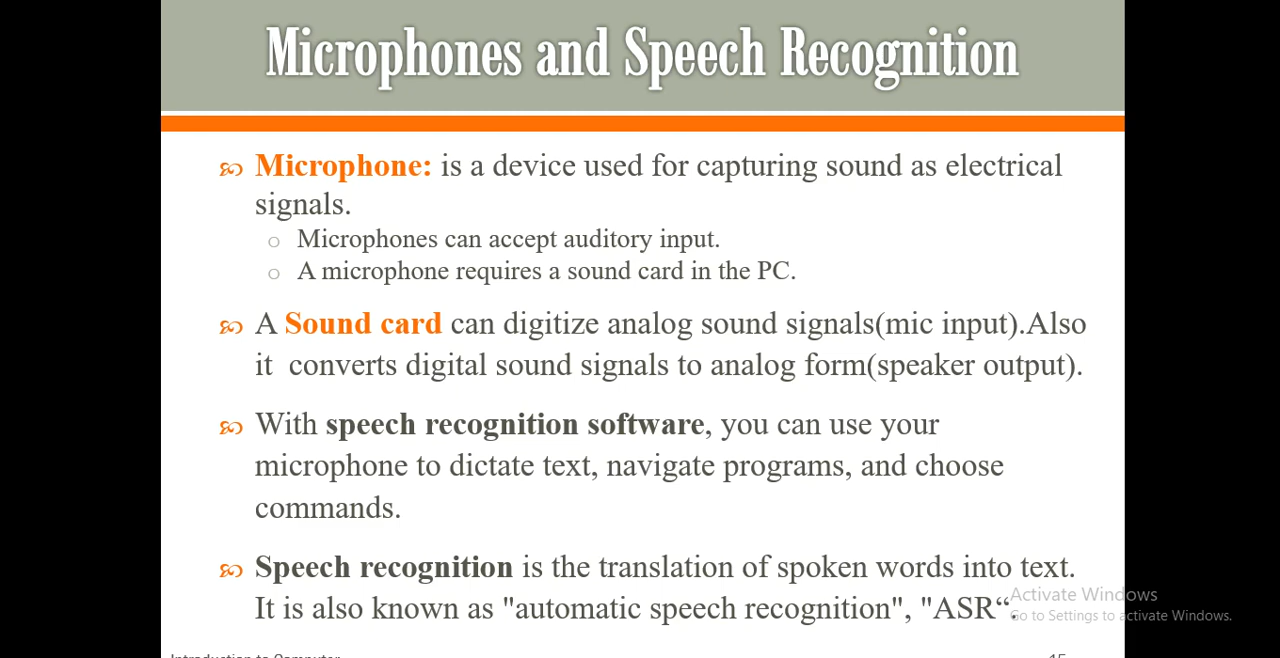 Microphones and Speech Recognition
Microphone: is a device used for capturing sound as electrical
signals.
Microphones can accept auditory input.
A microphone requires a sound card in the PC.
A Sound card can digitize analog sound signals(mic input).Also
it converts digital sound signals to analog form(speaker output).
With speech recognition software, you can use your
microphone to dictate text, navigate programs, and choose
commands.
Speech recognition is the translation of spoken words into text.
It is also known as "automatic speech recognition", "ASR“.
Activate Windows
Go to Settings to activate Windows.
Introduction to Computer
15